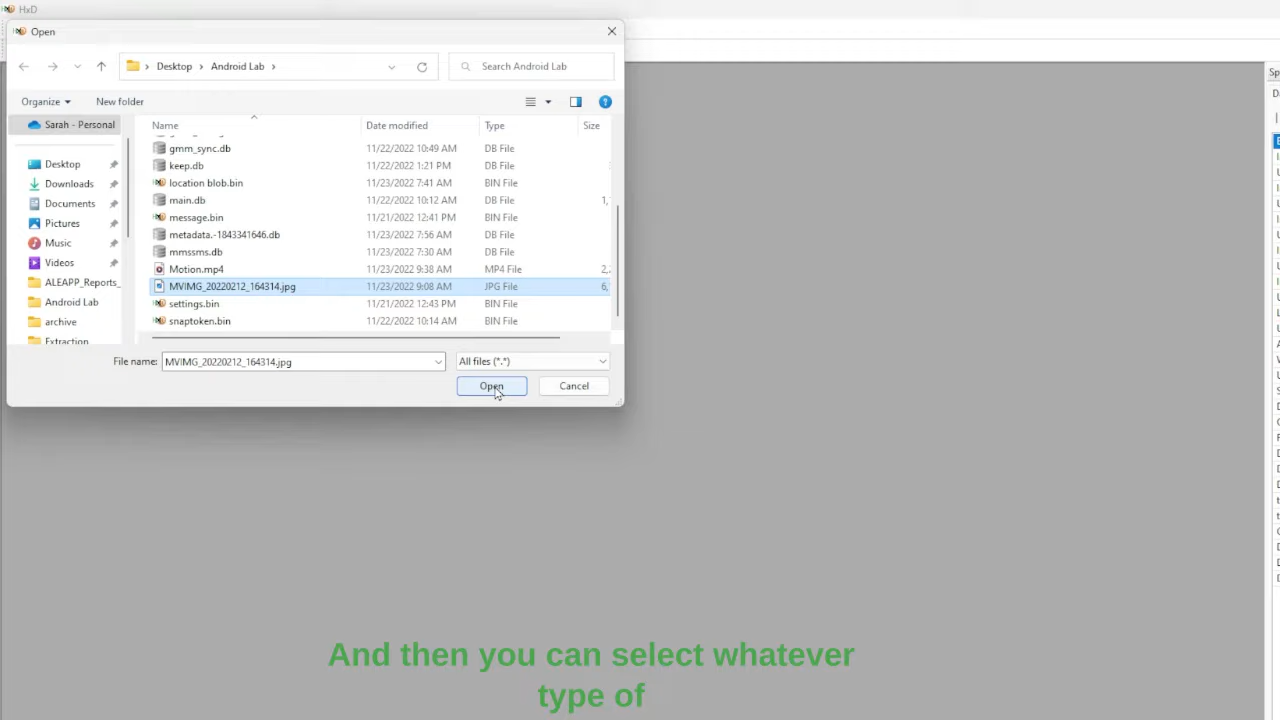 HxD
Open
Desktop > Android Lab >
Search Android Lab
Organize
New folder
Sarah - Personal
Desktop
Downloads
Documents
Pictures
Music
Videos
ALEAPP_Reports_
Android Lab
archive
Extraction
Name Date modified Type Size
gmm_sync.db 11/22/2022 10:49 AM DB File
keep.db 11/22/2022 1:21 PM DB File
location blob.bin 11/23/2022 7:41 AM BIN File
main.db 11/22/2022 10:12 AM DB File 1,
message.bin 11/21/2022 12:41 PM BIN File
metadata.-1843341646.db 11/23/2022 7:56 AM DB File
mmssms.db 11/23/2022 7:30 AM DB File
Motion.mp4 11/23/2022 9:38 AM MP4 File 2,
MVIMG_20220212_164314.jpg 11/23/2022 9:08 AM JPG File 6,
settings.bin 11/21/2022 12:43 PM BIN File
snaptoken.bin 11/22/2022 10:14 AM BIN File
File name: MVIMG_20220212_164314.jpg
All files (*.*)
Open
Cancel
And then you can select whatever
type of